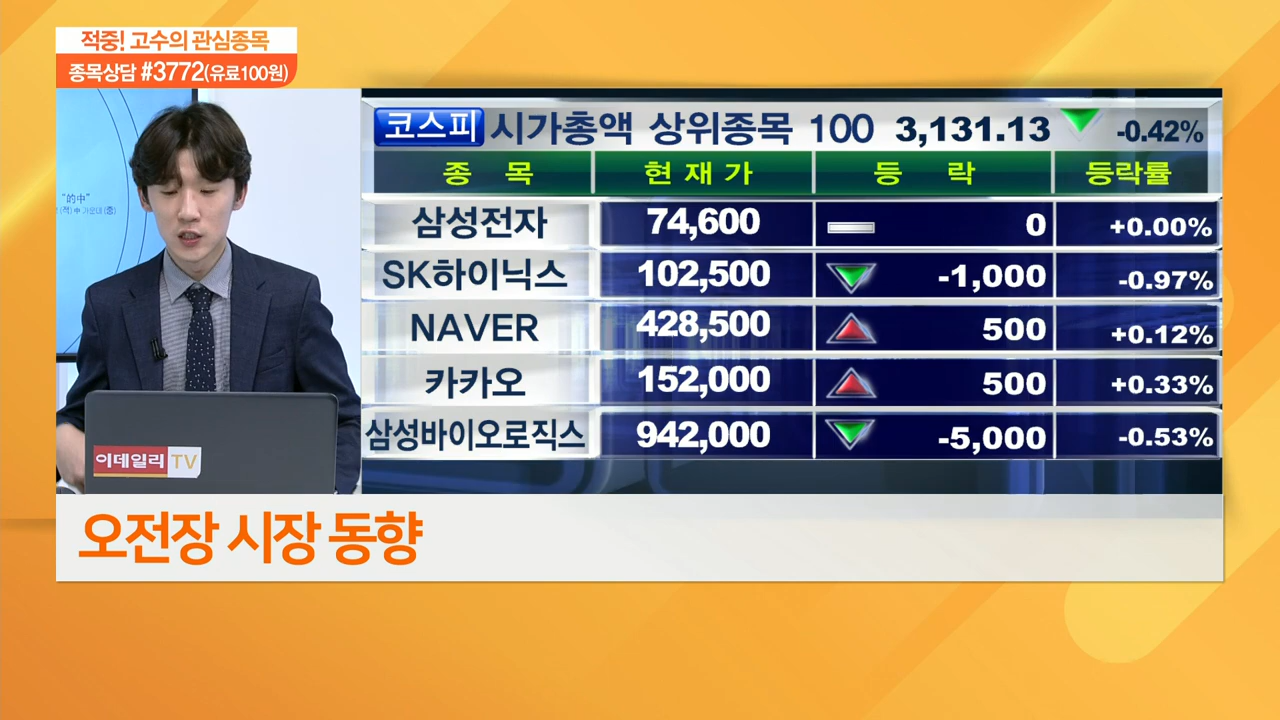 적중! 고수의 관심종목
종목상담 #3772(유료100원)
"的中"
코스피 시가총액 상위종목 100 3,131.13 -0.42%
종 목 현 재 가 등 락 등락률
삼성전자 74,600 0 +0.00%
SK하이닉스 102,500 -1,000 -0.97%
NAVER 428,500 500 +0.12%
카카오 152,000 500 +0.33%
삼성바이오로직스 942,000 -5,000 -0.53%
이데일리 TV
오전장 시장 동향